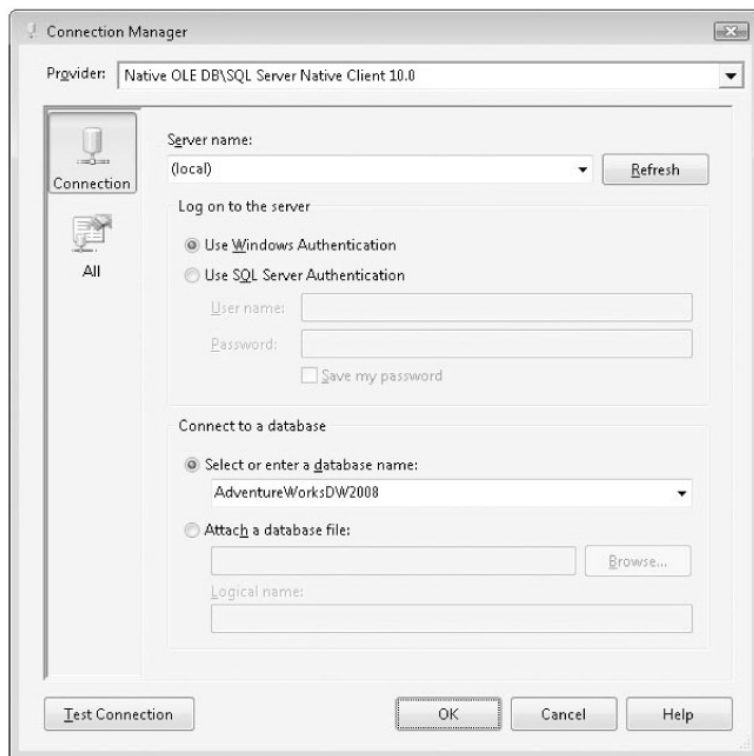 Connection Manager
Provider: Native OLE DB\SQL Server Native Client 10.0
Connection
All
Server name:
(local)
Refresh
Log on to the server
Use Windows Authentication
Use SQL Server Authentication
User name:
Password:
Save my password
Connect to a database
Select or enter a database name:
AdventureWorksDW2008
Attach a database file:
Browse...
Logical name:
Test Connection
OK
Cancel
Help